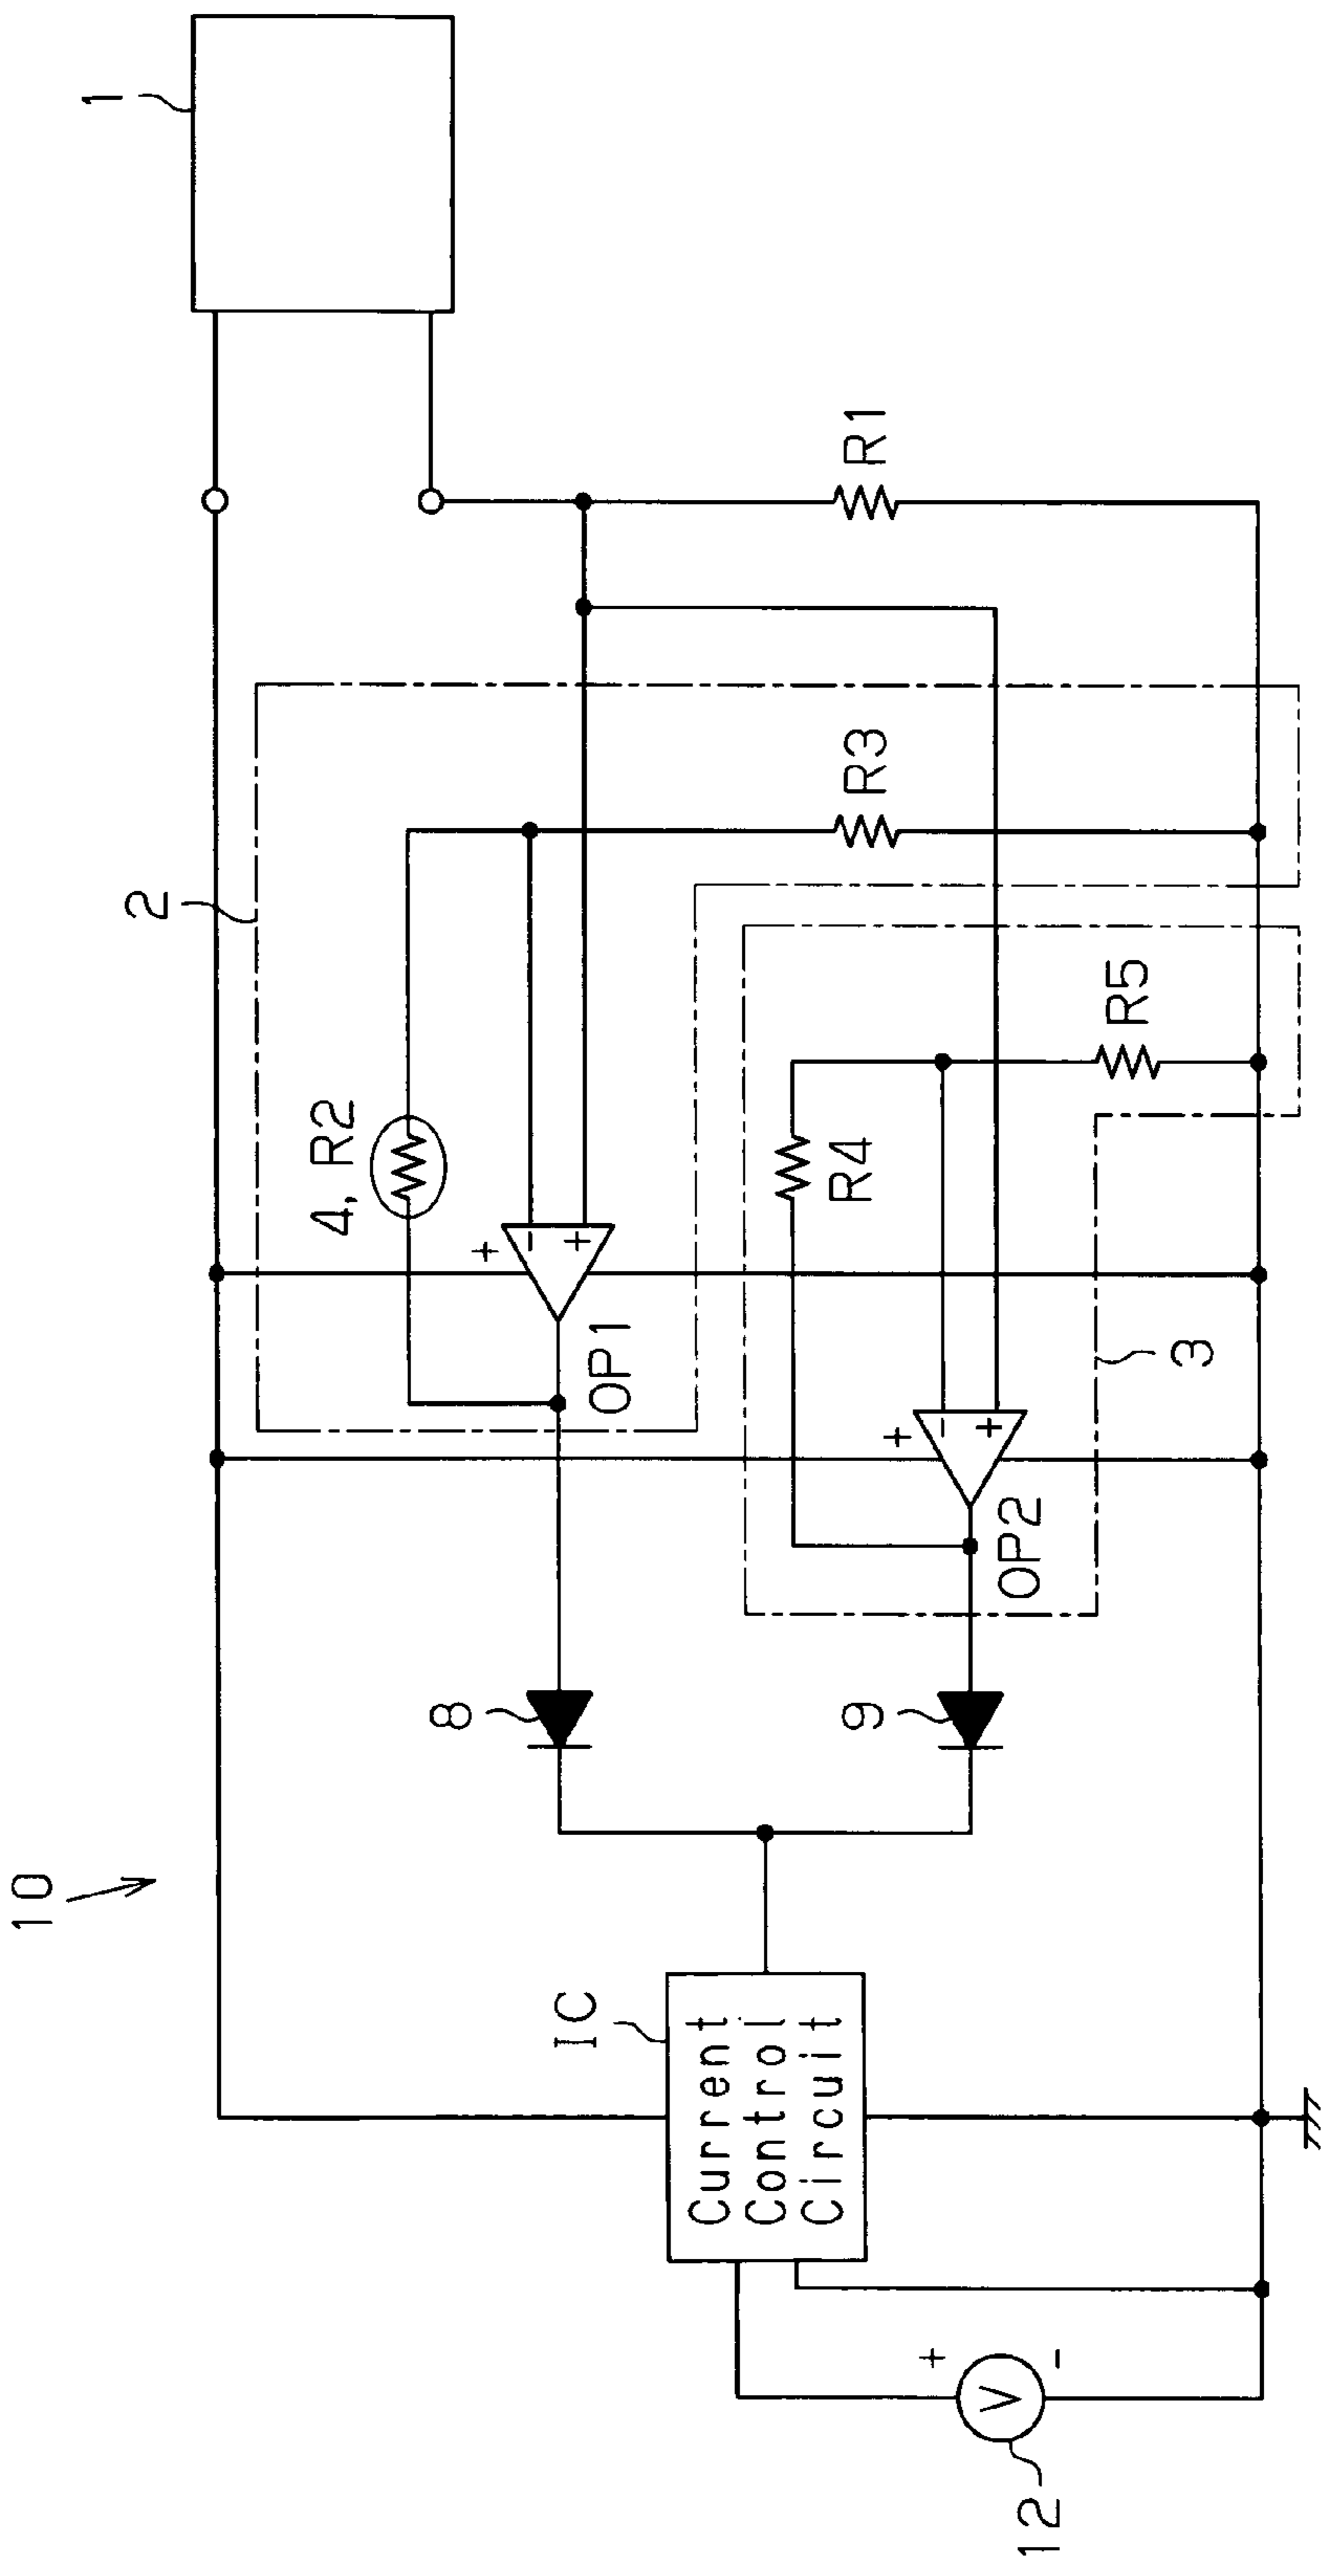 10
12
V
+
-
IC
Current
Control
Circuit
8
9
2
4, R2
+
-
+
OP1
R3
R1
1
3
R4
R5
+
-
+
OP2